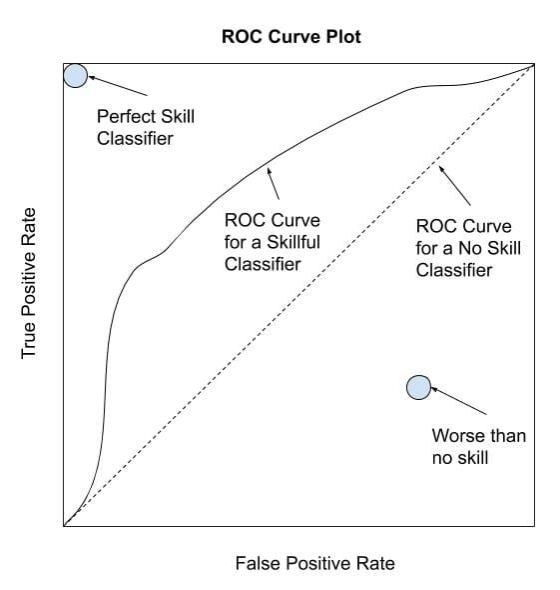 ROC Curve Plot
Perfect Skill
Classifier
True Positive Rate
ROC Curve
for a Skillful
Classifier
ROC Curve
for a No Skill
Classifier
Worse than
no skill
False Positive Rate